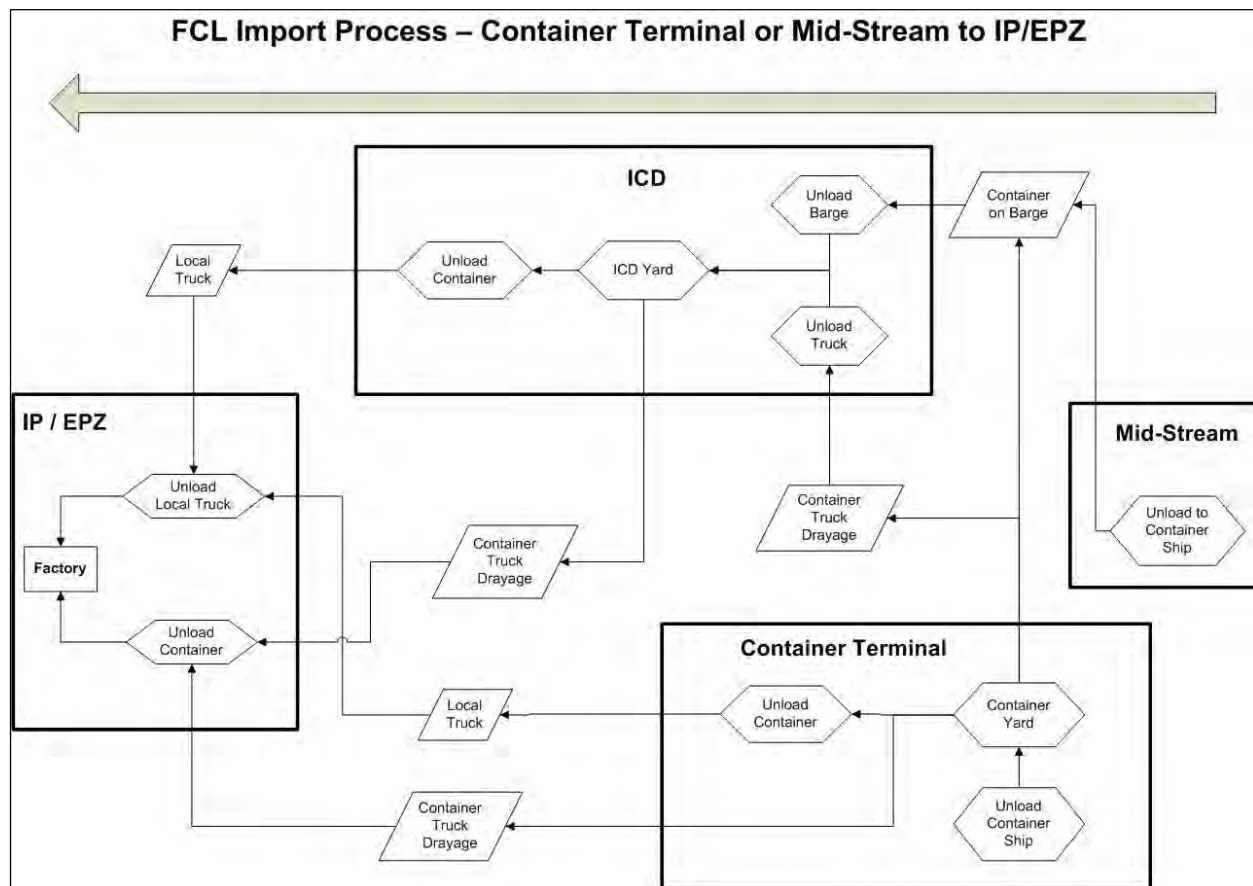 FCL Import Process – Container Terminal or Mid-Stream to IP/EPZ
ICD
Unload
Barge
Container
on Barge
Local
Truck
Unload
Container
ICD Yard
Unload
Truck
IP / EPZ
Mid-Stream
Unload
Local Truck
Container
Truck
Drayage
Unload to
Container
Ship
Container
Truck
Drayage
Factory
Unload
Container
Container Terminal
Local
Truck
Unload
Container
Container
Yard
Container
Truck
Drayage
Unload
Container
Ship